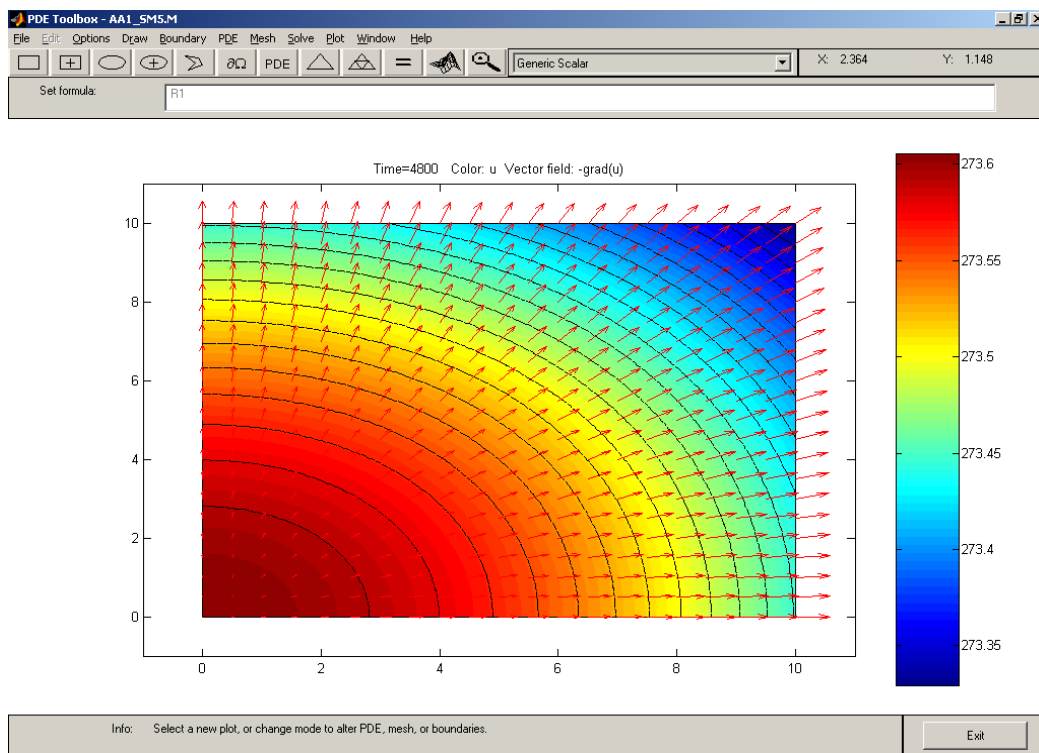 PDE Toolbox - AA1_SM5.M
File Edit Options Draw Boundary PDE Mesh Solve Plot Window Help
∂Ω PDE = Generic Scalar X: 2.364 Y: 1.148
Set formula: R1
Time=4800 Color: u Vector field: -grad(u)
10
8
6
4
2
0
0 2 4 6 8 10
273.6
273.55
273.5
273.45
273.4
273.35
Info: Select a new plot, or change mode to alter PDE, mesh, or boundaries.
Exit